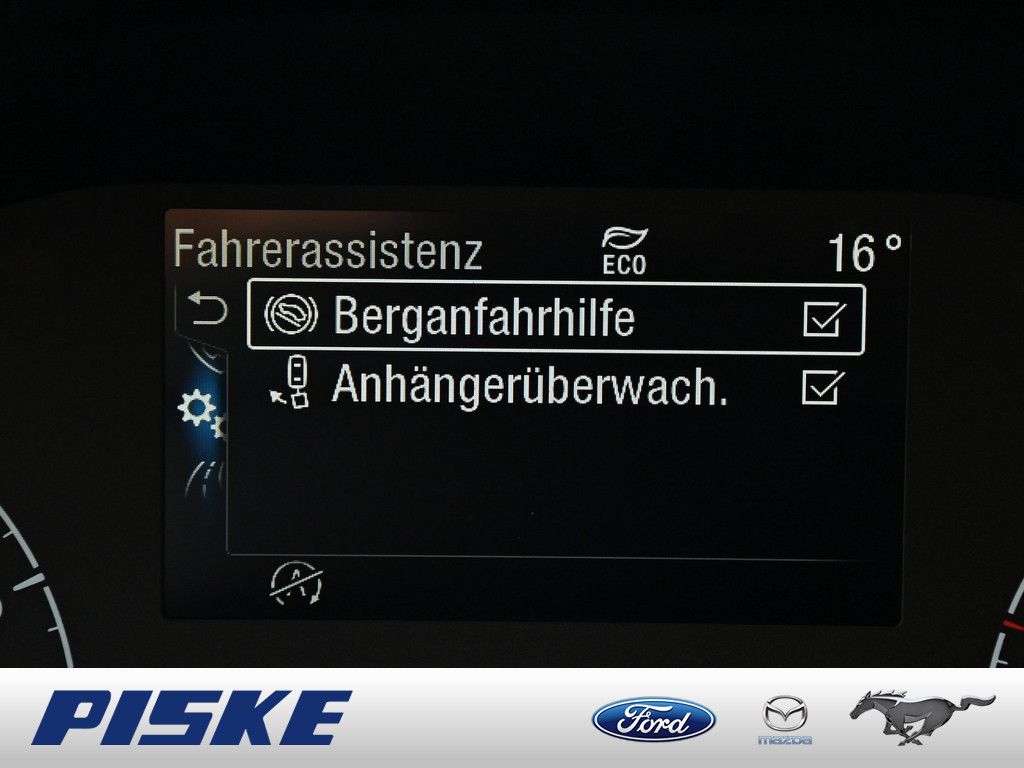 Fahrerassistenz ECO 16°
Berganfahrhilfe
Anhängerüberwach.
A
PISKE Ford mazda